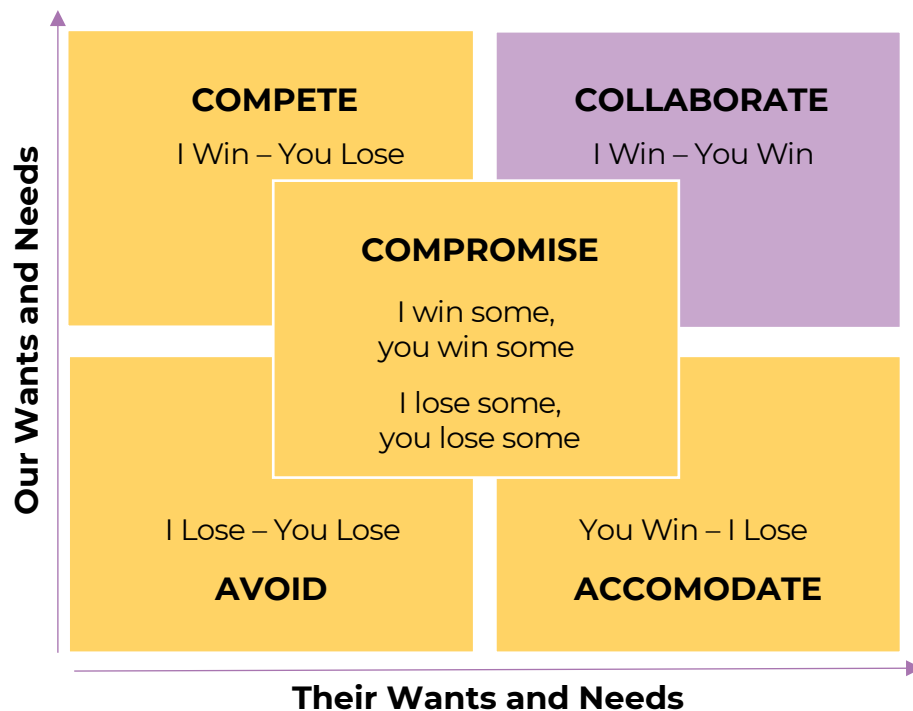 COMPETE
I Win – You Lose
COLLABORATE
I Win – You Win
COMPROMISE
I win some,
you win some
I lose some,
you lose some
I Lose – You Lose
AVOID
You Win – I Lose
ACCOMODATE
Our Wants and Needs
Their Wants and Needs